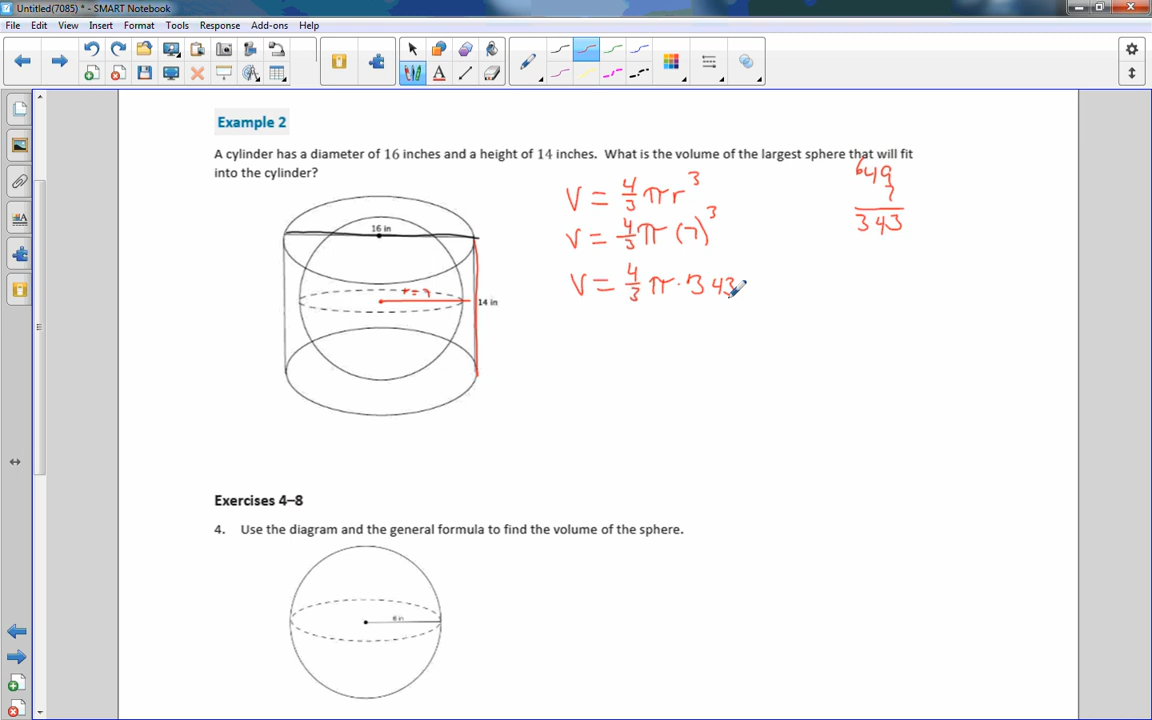 Untitled(7085) * - SMART Notebook
File Edit View Insert Format Tools Response Add-ons Help
Example 2
A cylinder has a diameter of 16 inches and a height of 14 inches. What is the volume of the largest sphere that will fit
into the cylinder?
16 in
r = 7
14 in
V = 4/3 πr³
V = 4/3 π (7)³
V = 4/3 π · 343
649
7
343
Exercises 4–8
4. Use the diagram and the general formula to find the volume of the sphere.
6 in